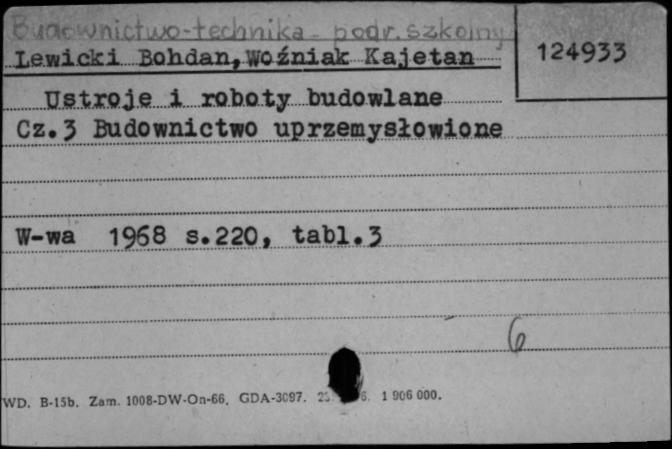 Budownictwo-technika - podr. szkolny
Lewicki Bohdan, Woźniak Kajetan
124933
Ustroje i roboty budowlane
Cz.3 Budownictwo uprzemysłowione
W-wa 1968 s.220, tabl.3
6
WD. B-15b. Zam. 1008-DW-On-66. GDA-3097. 1 906 000.